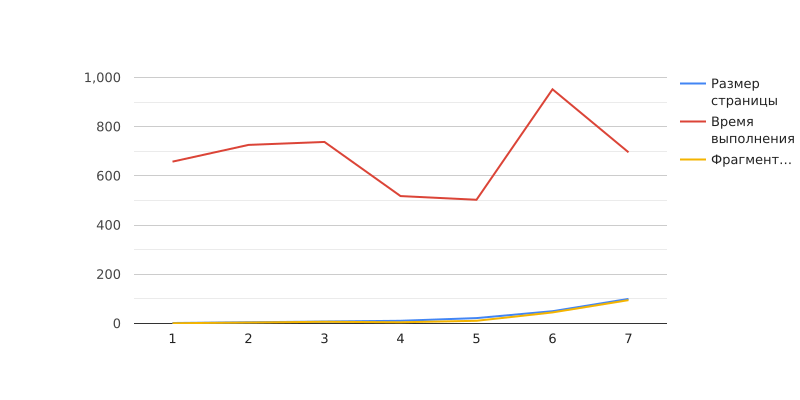 1,000
800
600
400
200
0
1 2 3 4 5 6 7
Размер
страницы
Время
выполнения
Фрагмент...